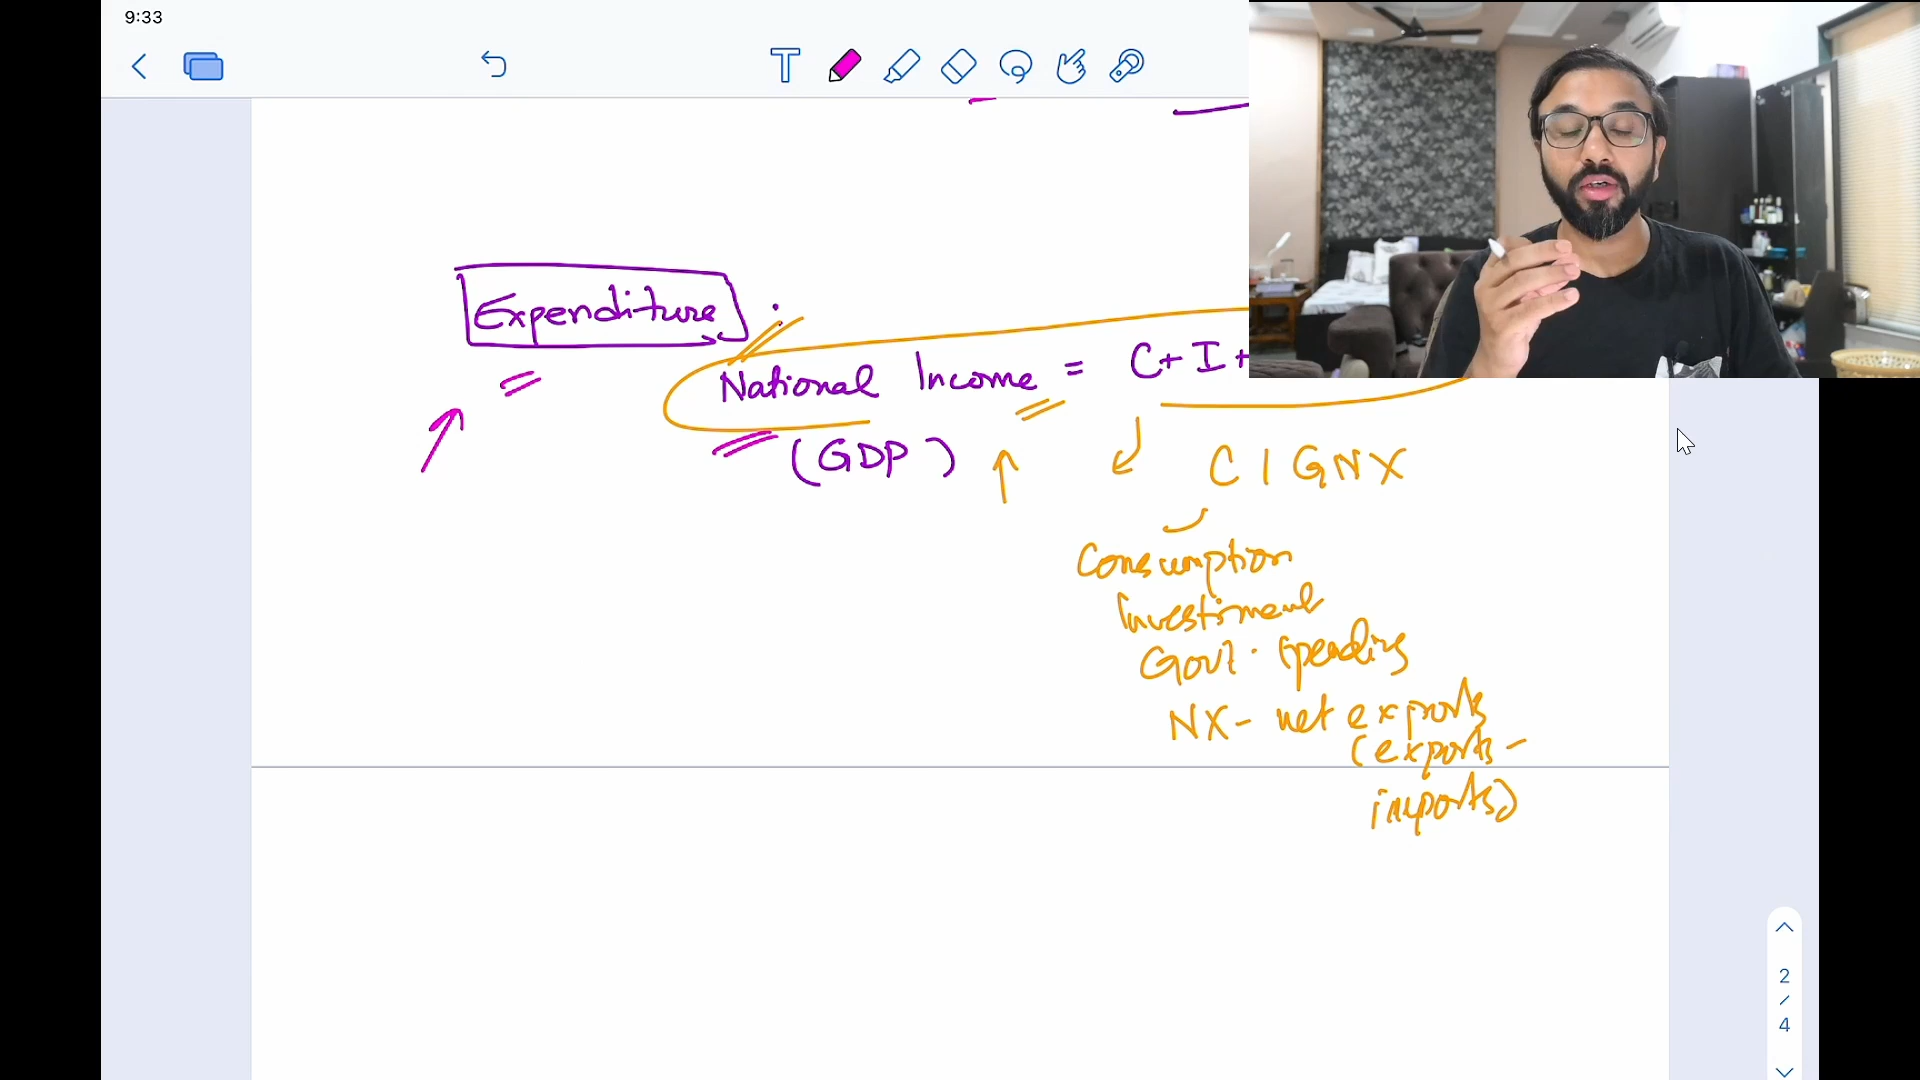 9:33
Expenditure :
National Income = C+ I+
(GDP)
C I G NX
Consumption
Investment
Govt. Spending
NX - net exports
(exports -
imports)
2
/
4